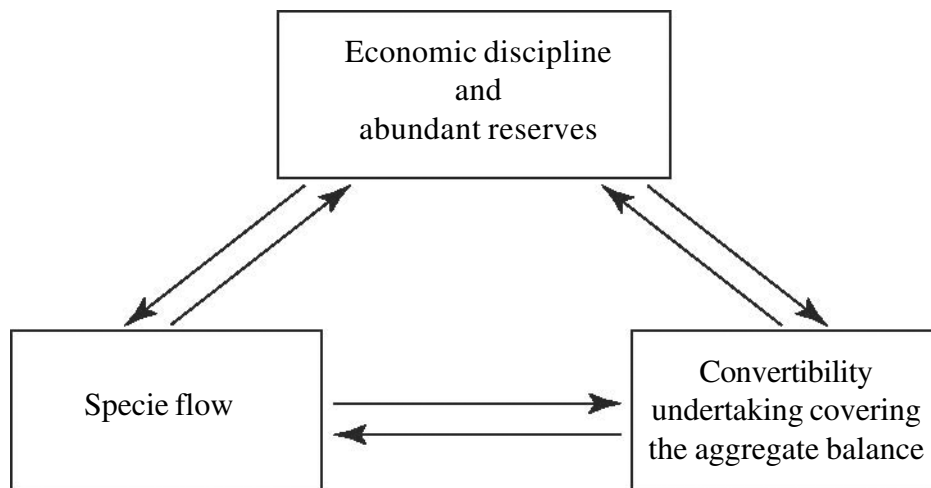 Economic discipline
and
abundant reserves
Specie flow
Convertibility
undertaking covering
the aggregate balance